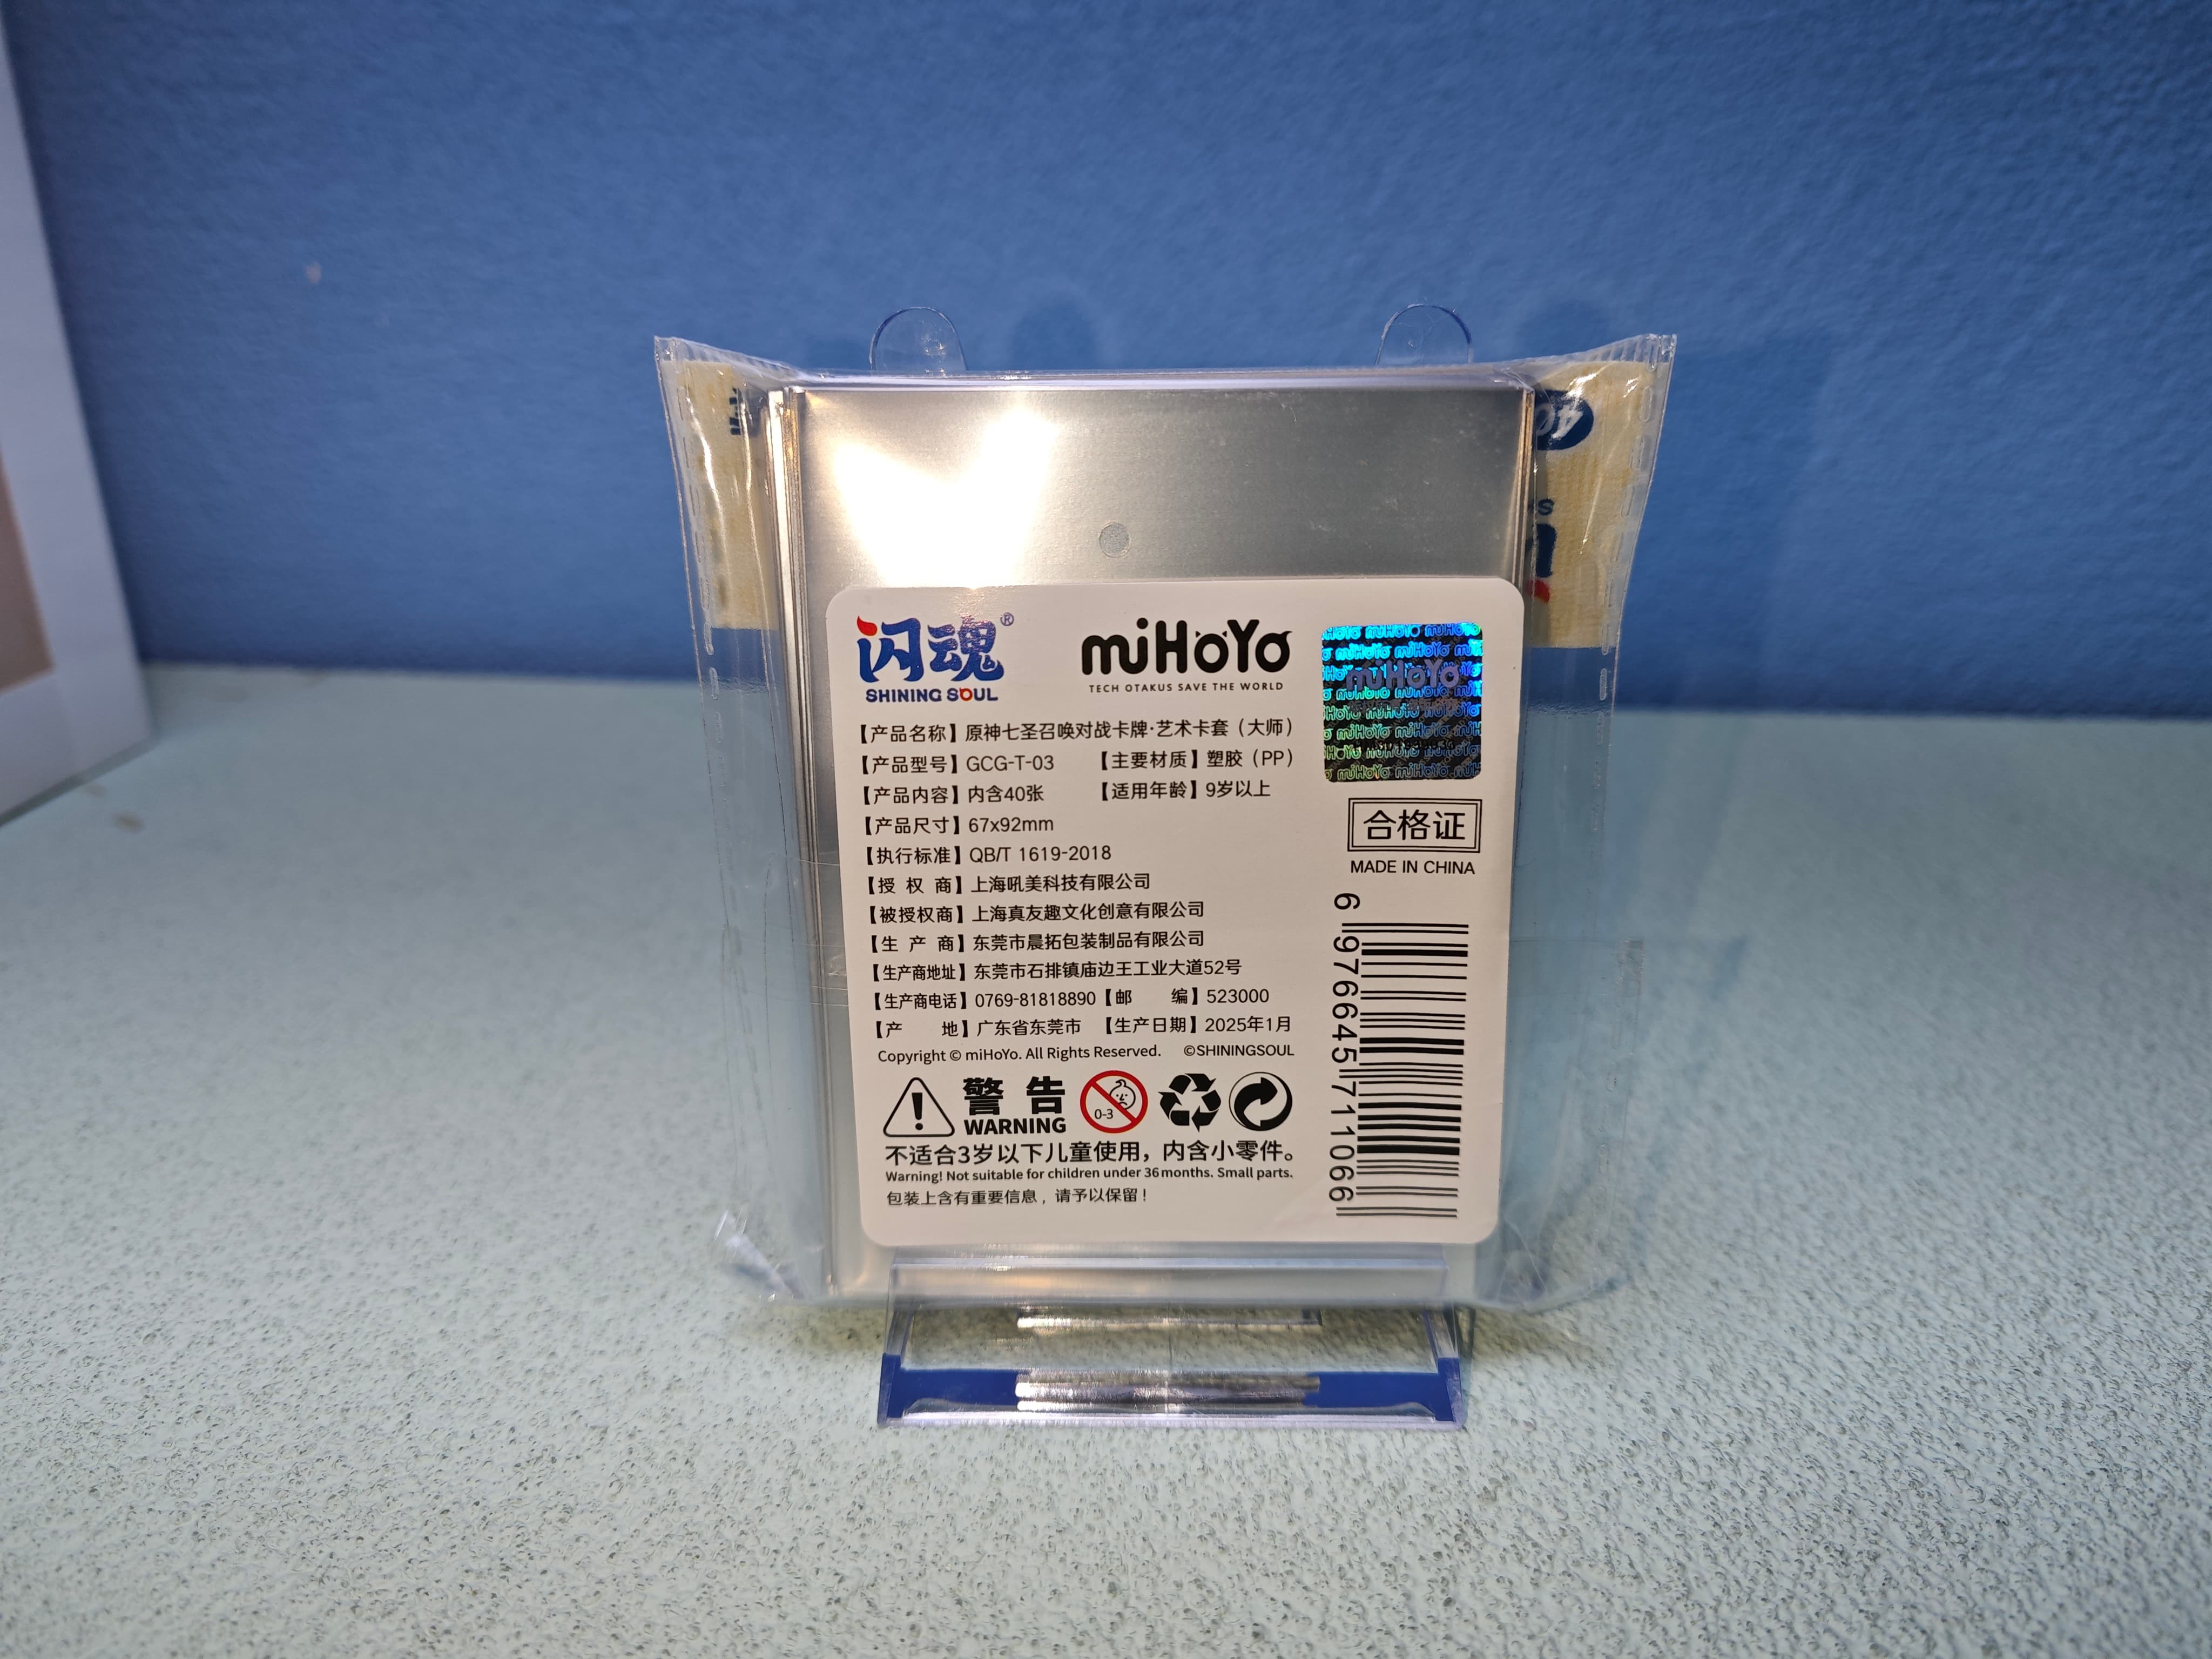 闪魂®
SHINING SOUL
miHoYo
TECH OTAKUS SAVE THE WORLD
【产品名称】原神七圣召唤对战卡牌·艺术卡套（大师）
【产品型号】GCG-T-03 【主要材质】塑胶（PP）
【产品内容】内含40张 【适用年龄】9岁以上
【产品尺寸】67x92mm
【执行标准】QB/T 1619-2018
【授 权 商】上海吼美科技有限公司
【被授权商】上海真友趣文化创意有限公司
【生 产 商】东莞市晨拓包装制品有限公司
【生产商地址】东莞市石排镇庙边王工业大道52号
【生产商电话】0769-81818890【邮 编】523000
【产 地】广东省东莞市 【生产日期】2025年1月
Copyright © miHoYo. All Rights Reserved. ©SHININGSOUL
警告
WARNING
0-3
不适合3岁以下儿童使用，内含小零件。
Warning! Not suitable for children under 36months. Small parts.
包装上含有重要信息，请予以保留！
miHoYo
合格证
MADE IN CHINA
6 976645 711066